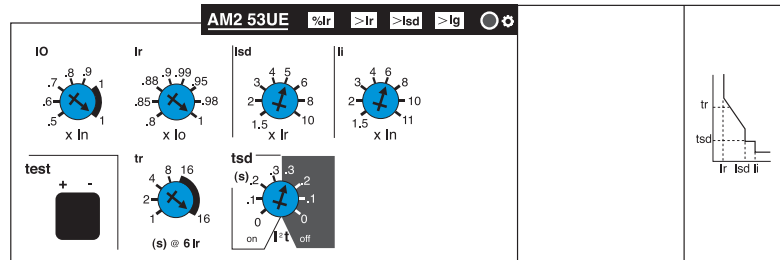 AM2 53UE %Ir >Ir >Isd >Ig
IO Ir Isd Ii
.5 .6 .7 .8 .9 1 1
x In
.8 .85 .88 .9 .99 .95 .98 1
x Io
1.5 2 3 4 5 6 8 10
x Ir
1.5 2 3 4 6 8 10 11
x In
test
+ -
tr
1 2 4 8 16 16
(s) @ 6 Ir
tsd
(s)
0 .1 .2 .3 .3 .2 .1 0
on I²t off
tr
tsd
Ir Isd Ii